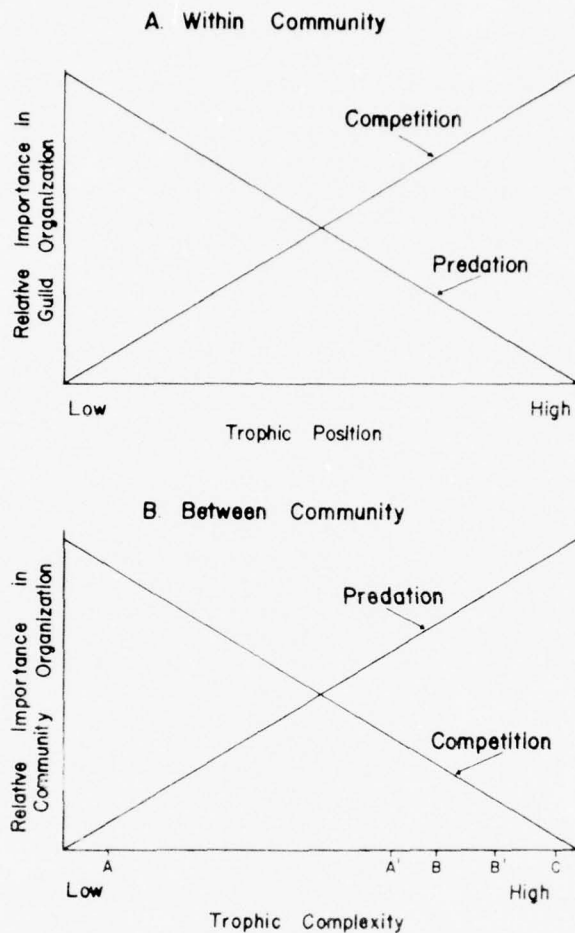 A. Within Community
Relative Importance in
Guild Organization
Competition
Predation
Low
High
Trophic Position
B. Between Community
Relative Importance in
Community Organization
Predation
Competition
A
A'
B
B'
C
Low
High
Trophic Complexity